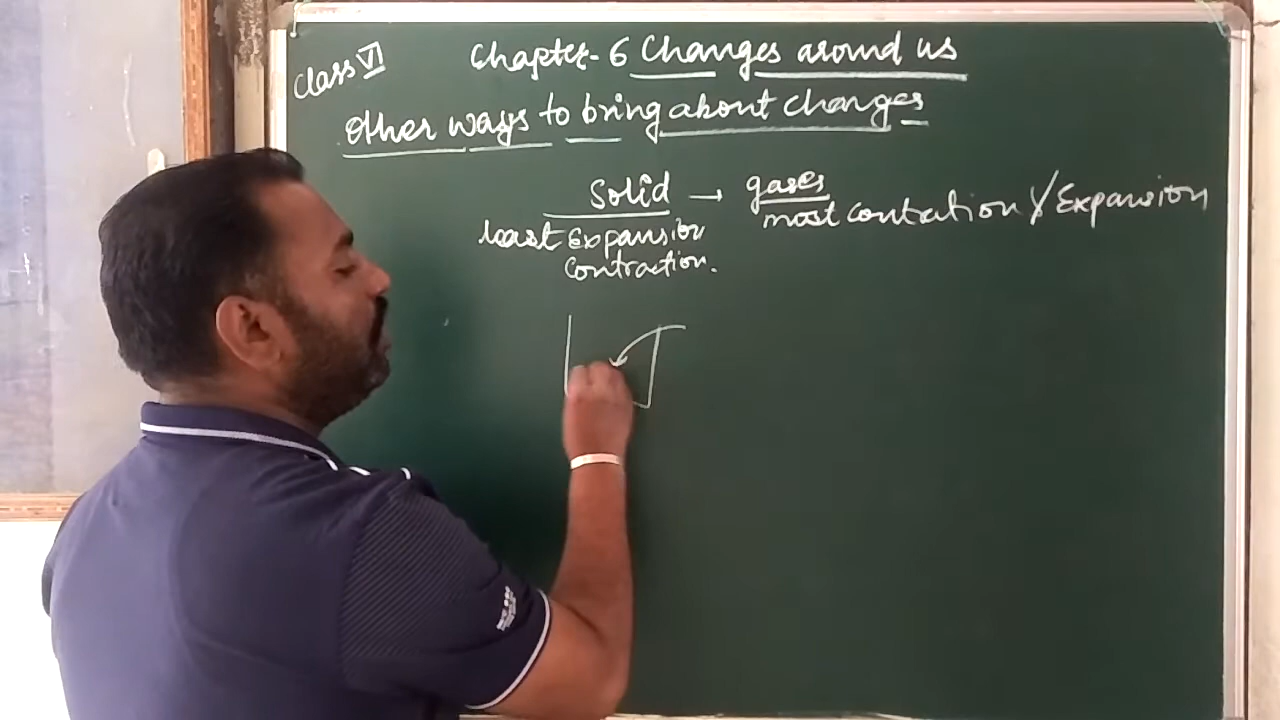 Class VI
Chapter-6 Changes around us
Other ways to bring about changes
Solid → gases
least Expansion
contraction.
most contration & Expansion